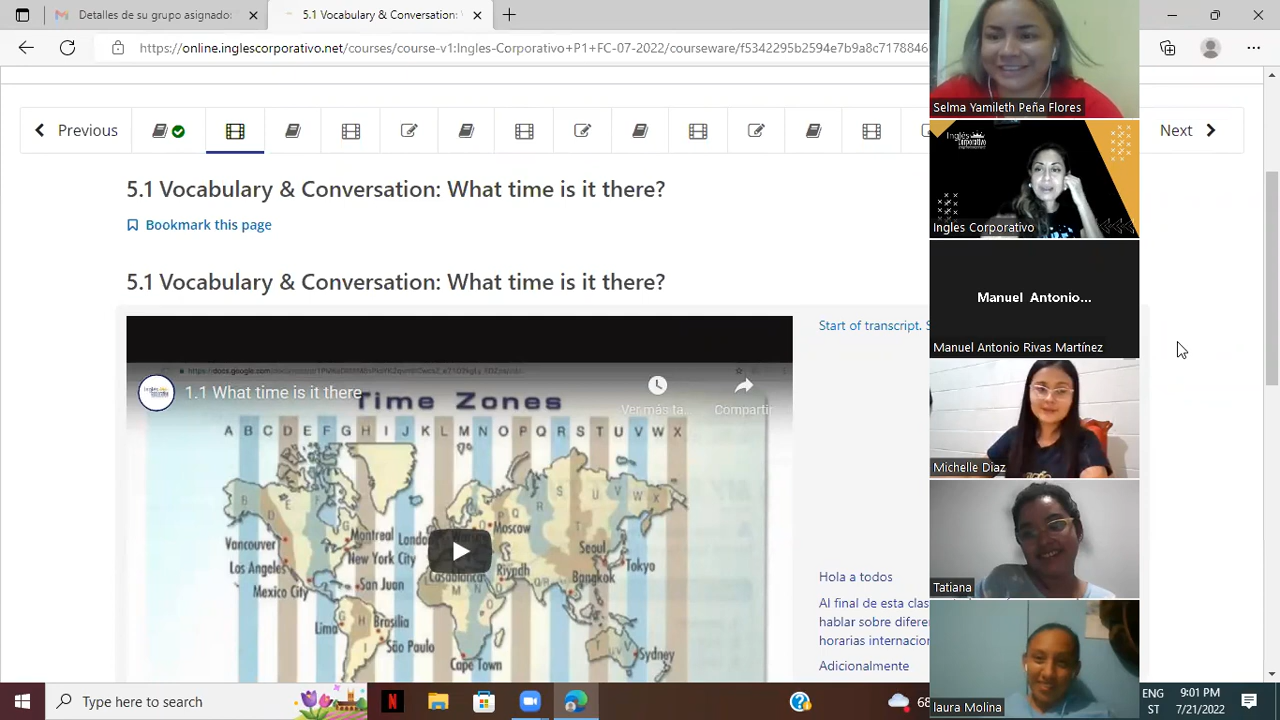 Detalles de su grupo asignado:
5.1 Vocabulary & Conversation:
https://online.inglescorporativo.net/courses/course-v1:Ingles-Corporativo+P1+FC-07-2022/courseware/f5342295b2594e7b9a8c7178846
Previous
Next
5.1 Vocabulary & Conversation: What time is it there?
Bookmark this page
5.1 Vocabulary & Conversation: What time is it there?
Start of transcript. S
1.1 What time is it there
Ver más ta...
Compartir
Time Zones
A B C D E F G H I J K L M N O P Q R S T U V W X
Vancouver
Los Angeles
Mexico City
Montreal
New York City
San Juan
Lima
Brasilia
São Paulo
London
Moscow
Casablanca
Riyadh
Cape Town
Seoul
Tokyo
Bangkok
Sydney
Hola a todos
Al final de esta clas
hablar sobre difere
horarias internacio
Adicionalmente
Selma Yamileth Peña Flores
Inglés
Corporativo
Ingles Corporativo
Manuel Antonio...
Manuel Antonio Rivas Martínez
Michelle Diaz
Tatiana
laura Molina
Type here to search
68
ENG
ST
9:01 PM
7/21/2022